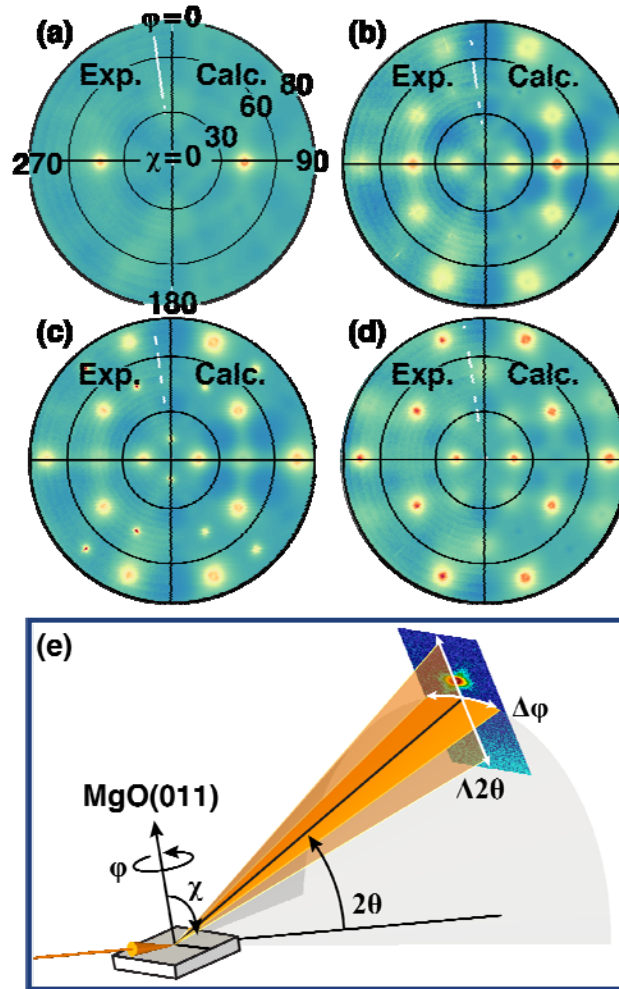 (a) φ=0 (b)
Exp. Calc. 80 Exp. Calc.
60
30
270 χ=0 90
180
(c) (d)
Exp. Calc. Exp. Calc.
(e)
Δφ
Λ2θ
MgO(011)
φ χ 2θ